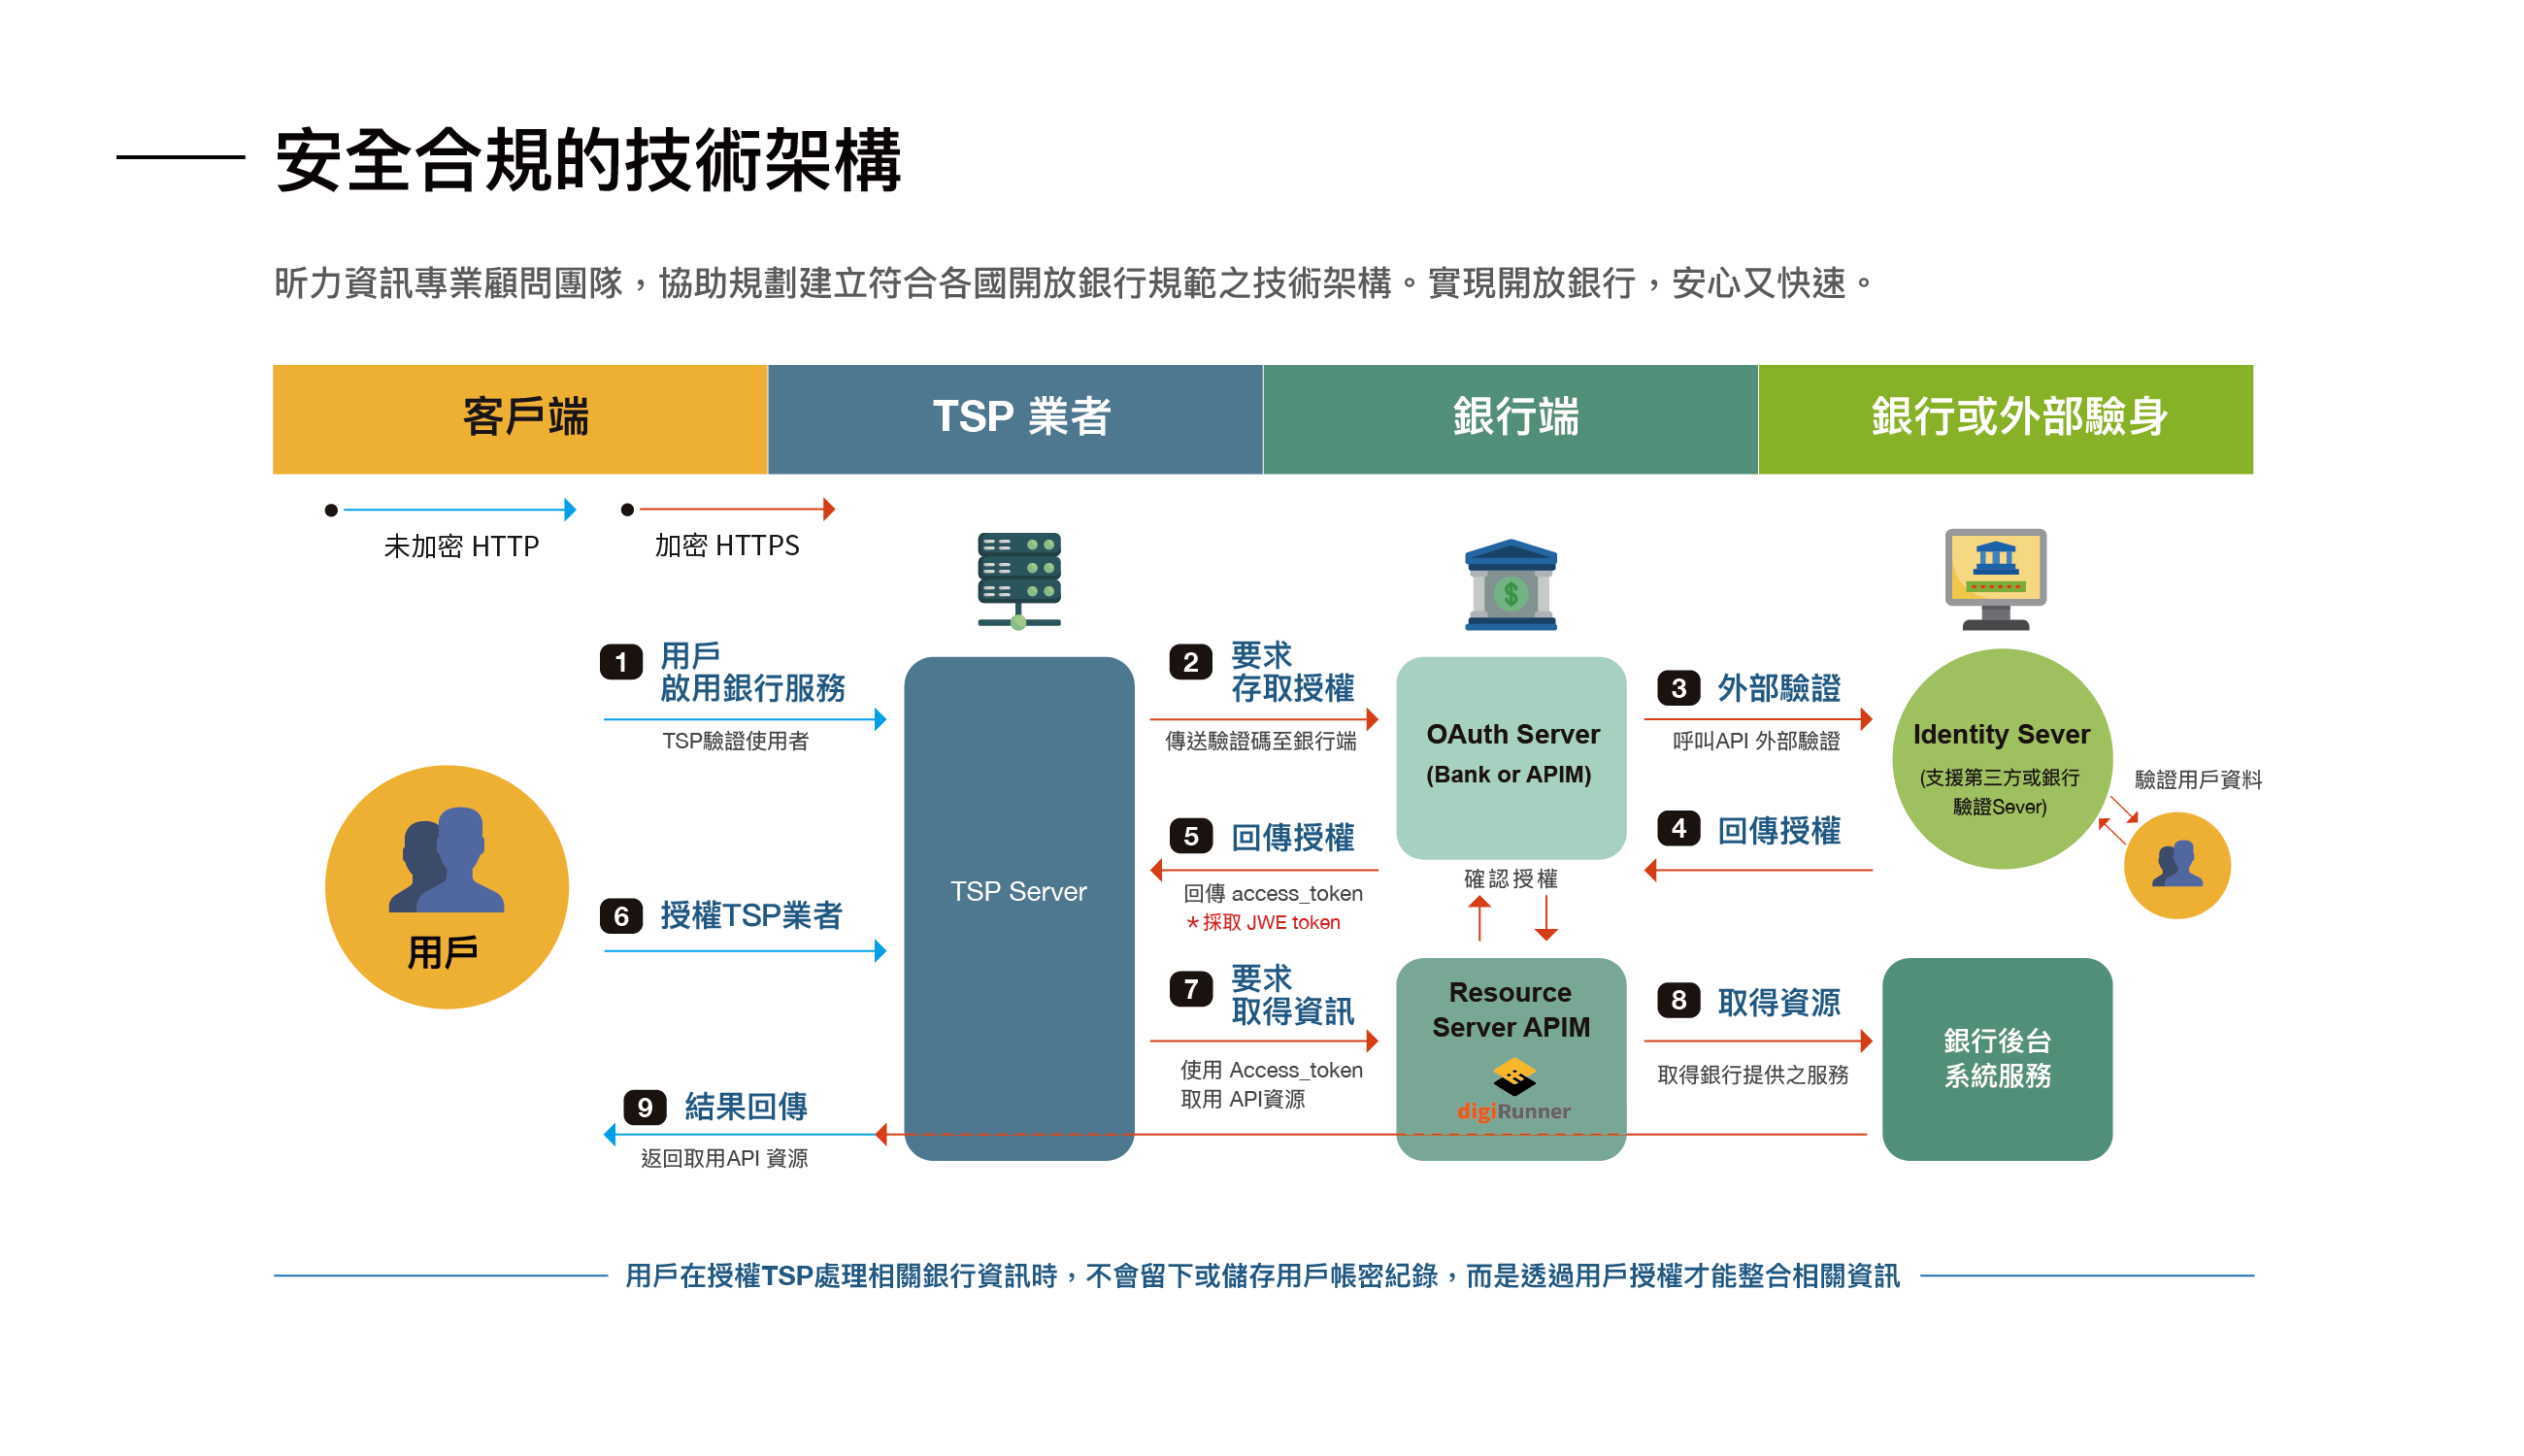 安全合規的技術架構
昕力資訊專業顧問團隊，協助規劃建立符合各國開放銀行規範之技術架構。實現開放銀行，安心又快速。
客戶端
TSP 業者
銀行端
銀行或外部驗身
未加密 HTTP
加密 HTTPS
1 用戶
啟用銀行服務
TSP驗證使用者
2 要求
存取授權
傳送驗證碼至銀行端
3 外部驗證
呼叫API 外部驗證
OAuth Server
(Bank or APIM)
Identity Sever
(支援第三方或銀行
驗證Sever)
驗證用戶資料
4 回傳授權
5 回傳授權
回傳 access_token
*採取 JWE token
確認授權
用戶
6 授權TSP業者
TSP Server
7 要求
取得資訊
使用 Access_token
取用 API資源
Resource
Server APIM
digiRunner
8 取得資源
取得銀行提供之服務
銀行後台
系統服務
9 結果回傳
返回取用API 資源
用戶在授權TSP處理相關銀行資訊時，不會留下或儲存用戶帳密紀錄，而是透過用戶授權才能整合相關資訊